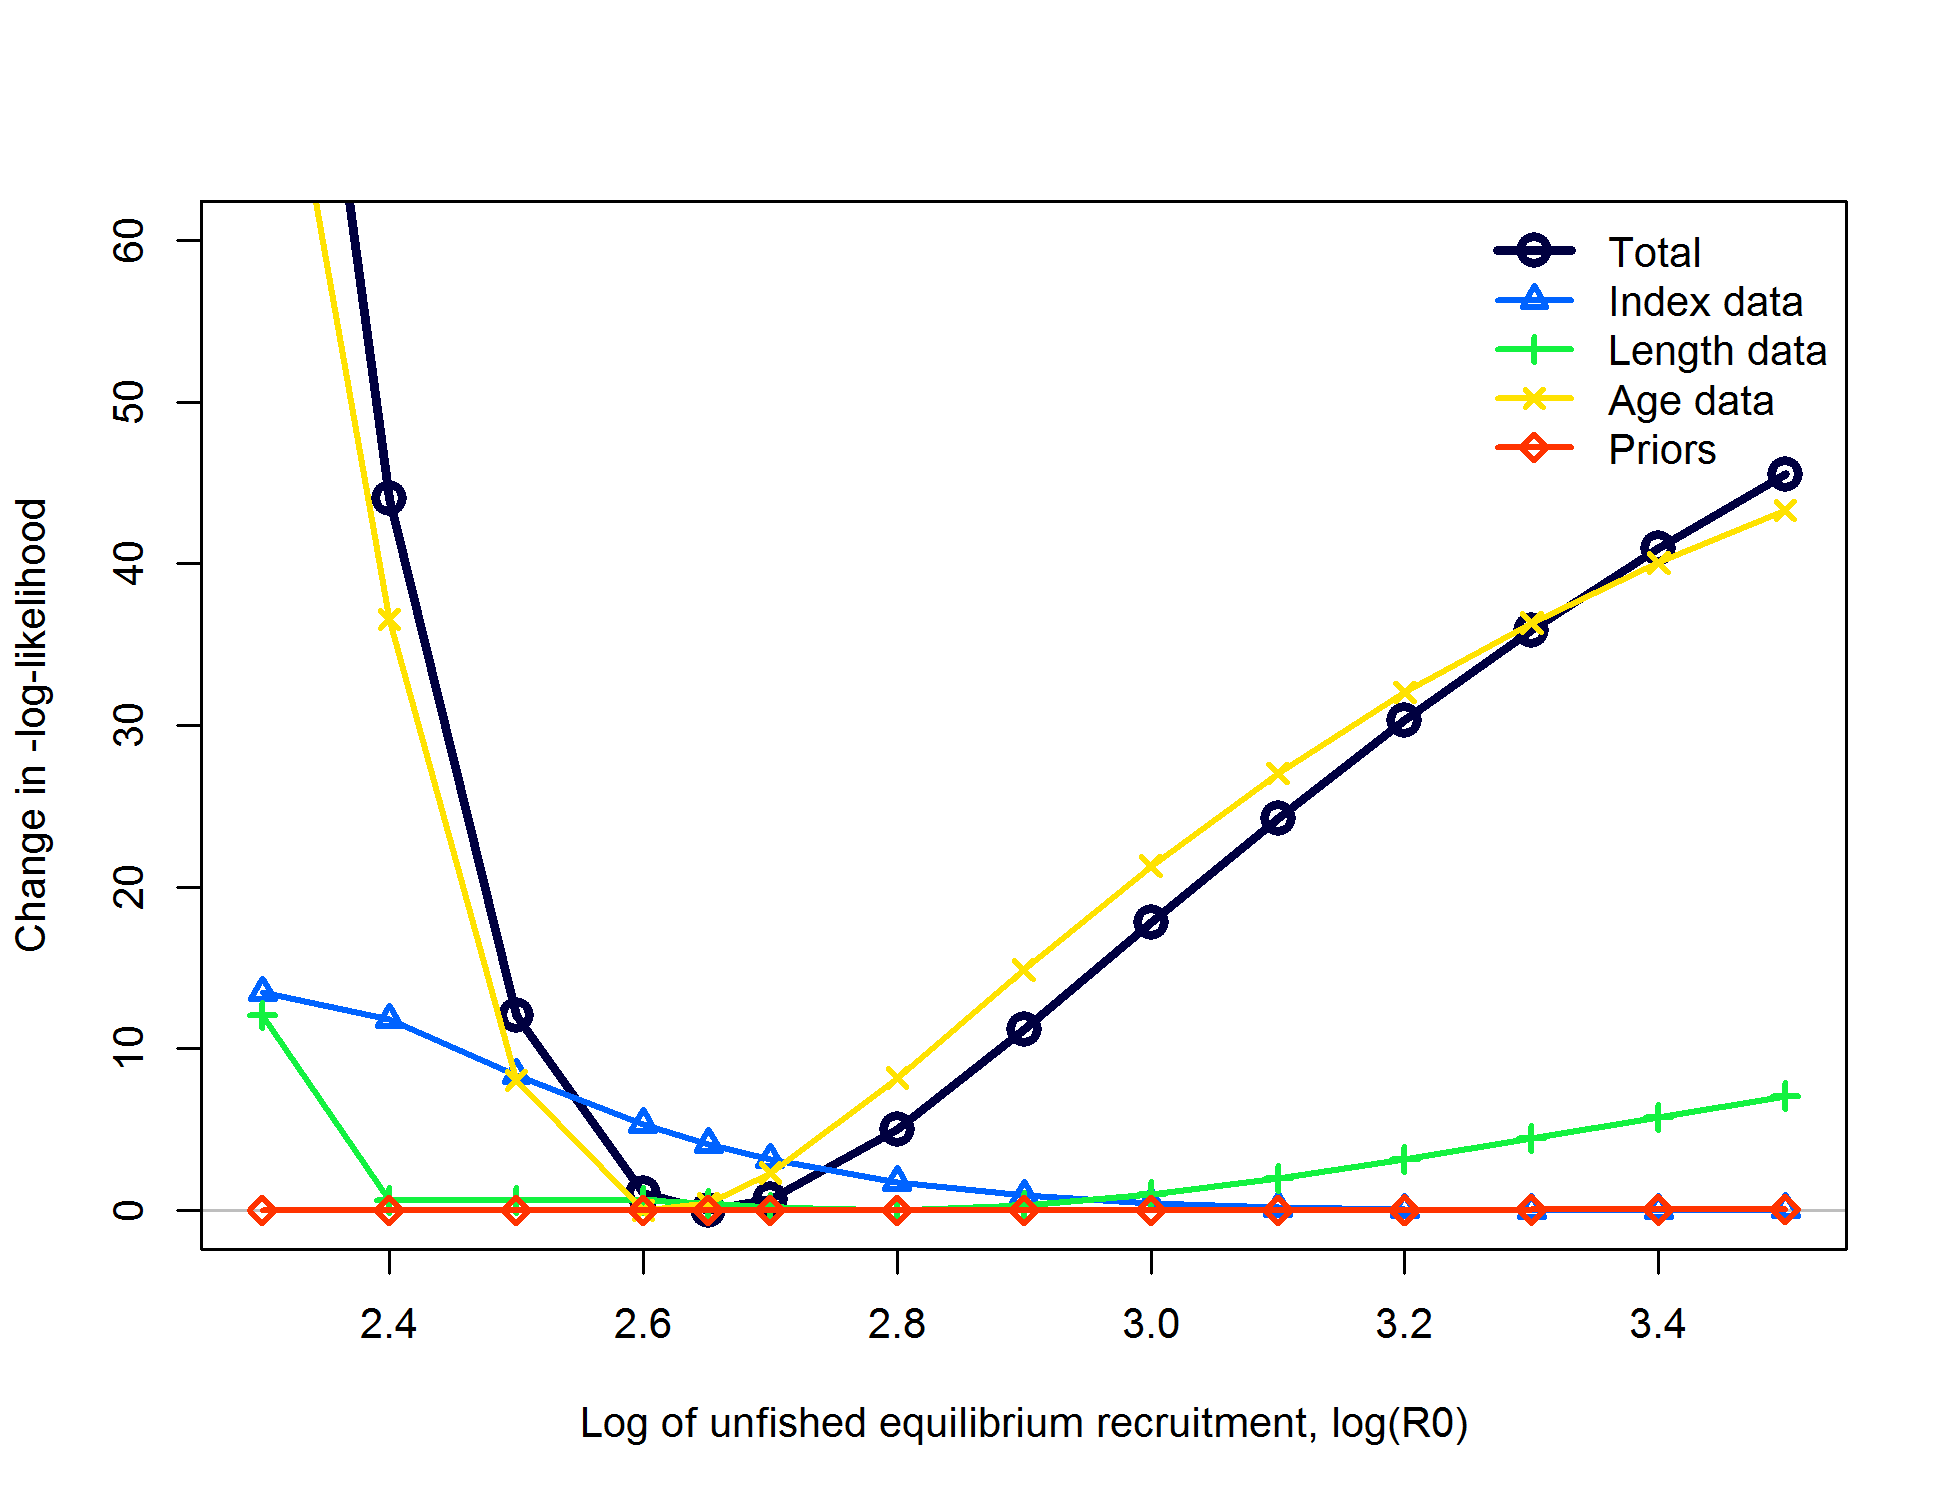 Total
Index data
Length data
Age data
Priors
60
50
40
30
20
10
0
Change in -log-likelihood
2.4 2.6 2.8 3.0 3.2 3.4
Log of unfished equilibrium recruitment, log(R0)